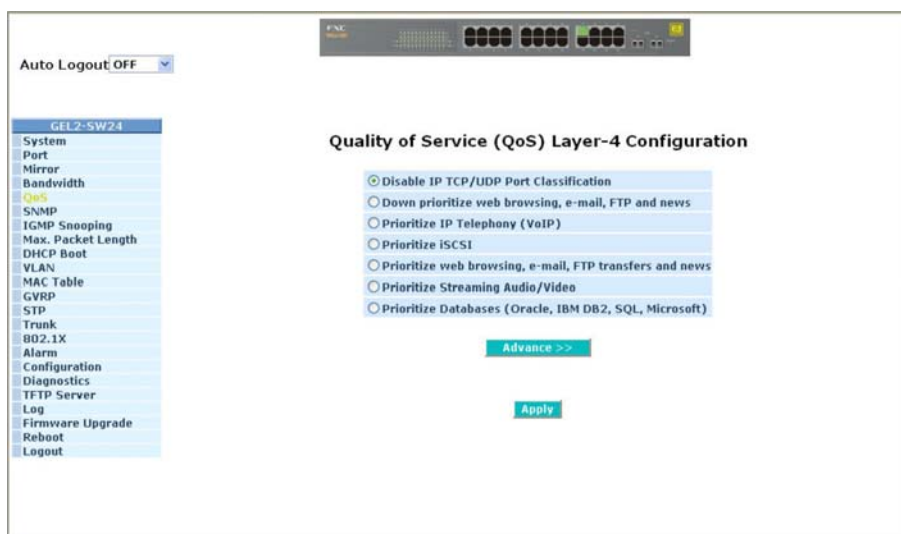 FXC
Auto Logout OFF
GEL2-SW24
System
Port
Mirror
Bandwidth
QoS
SNMP
IGMP Snooping
Max. Packet Length
DHCP Boot
VLAN
MAC Table
GVRP
STP
Trunk
802.1X
Alarm
Configuration
Diagnostics
TFTP Server
Log
Firmware Upgrade
Reboot
Logout
Quality of Service (QoS) Layer-4 Configuration
Disable IP TCP/UDP Port Classification
Down prioritize web browsing, e-mail, FTP and news
Prioritize IP Telephony (VoIP)
Prioritize iSCSI
Prioritize web browsing, e-mail, FTP transfers and news
Prioritize Streaming Audio/Video
Prioritize Databases (Oracle, IBM DB2, SQL, Microsoft)
Advance >>
Apply